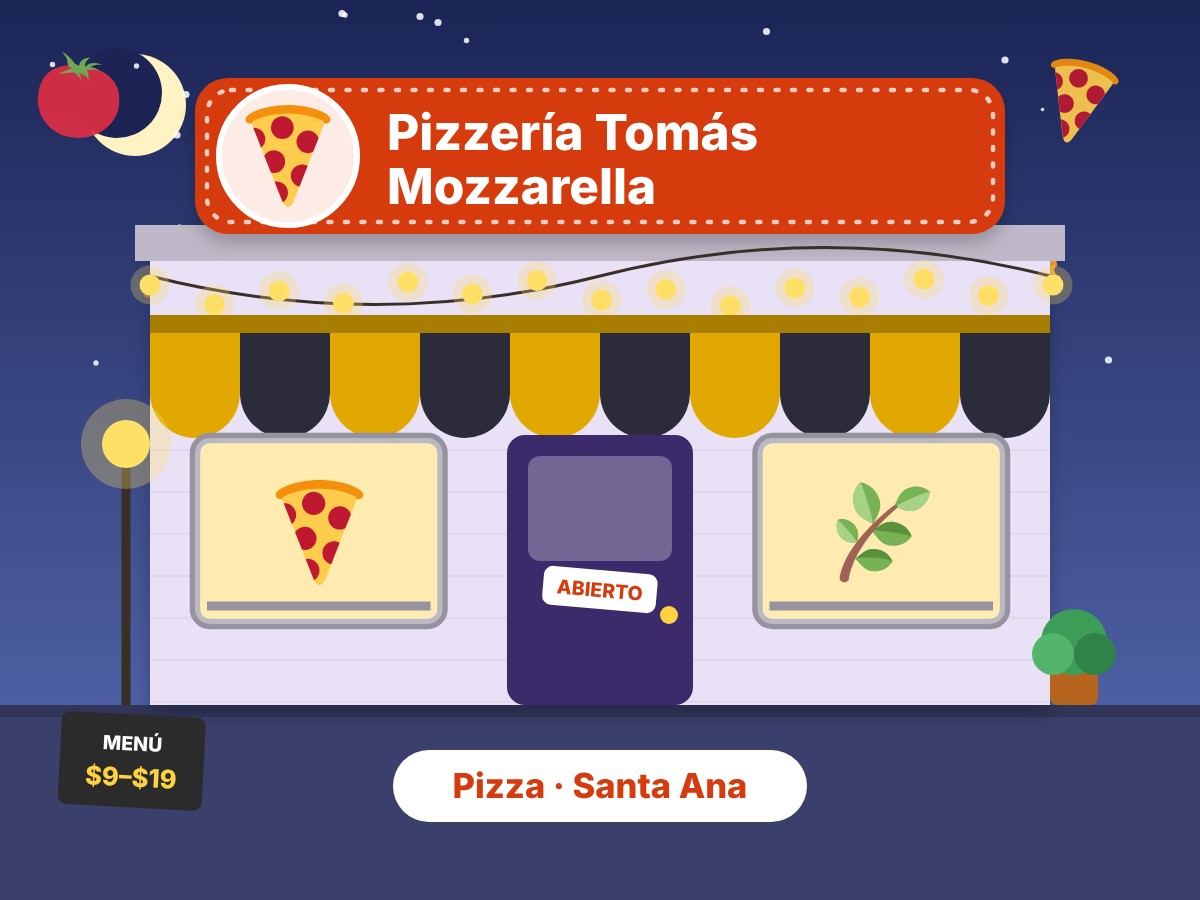 Pizzería Tomás
Mozzarella
ABIERTO
MENÚ
$9–$19
Pizza · Santa Ana